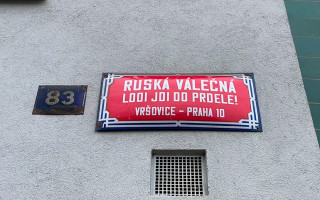 83
RUSKÁ VÁLEČNÁ
LODI JDI DO PRDELE!
VRŠOVICE – PRAHA 10